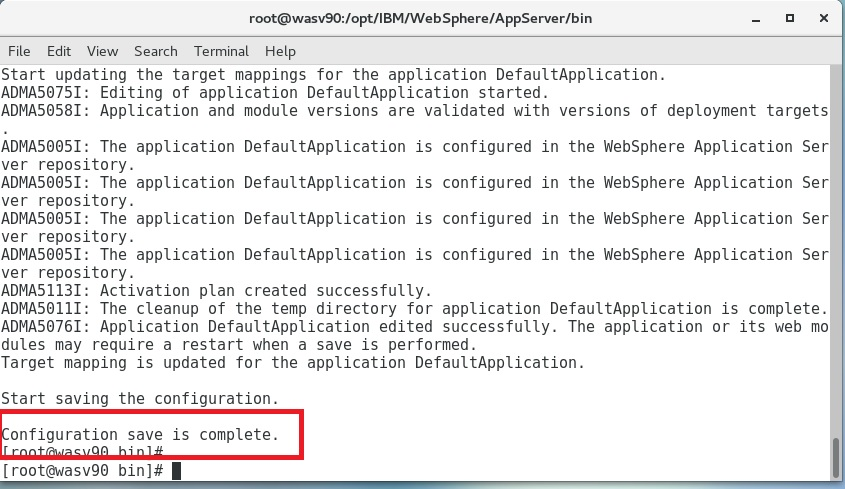 root@wasv90:/opt/IBM/WebSphere/AppServer/bin
File Edit View Search Terminal Help
Start updating the target mappings for the application DefaultApplication.
ADMA5075I: Editing of application DefaultApplication started.
ADMA5058I: Application and module versions are validated with versions of deployment targets
.
ADMA5005I: The application DefaultApplication is configured in the WebSphere Application Ser
ver repository.
ADMA5005I: The application DefaultApplication is configured in the WebSphere Application Ser
ver repository.
ADMA5005I: The application DefaultApplication is configured in the WebSphere Application Ser
ver repository.
ADMA5005I: The application DefaultApplication is configured in the WebSphere Application Ser
ver repository.
ADMA5113I: Activation plan created successfully.
ADMA5011I: The cleanup of the temp directory for application DefaultApplication is complete.
ADMA5076I: Application DefaultApplication edited successfully. The application or its web mo
dules may require a restart when a save is performed.
Target mapping is updated for the application DefaultApplication.
Start saving the configuration.
Configuration save is complete.
[root@wasv90 bin]#
[root@wasv90 bin]#